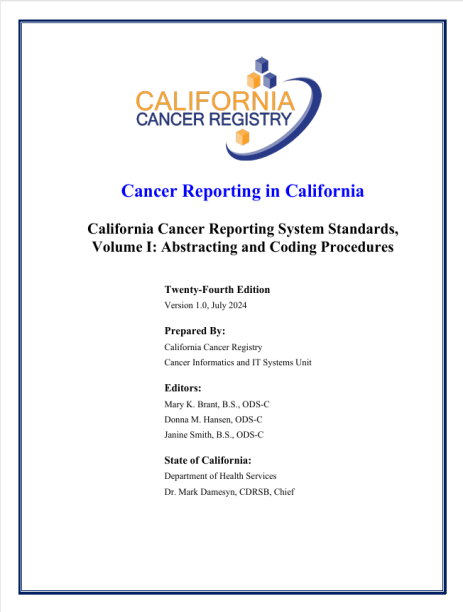 CALIFORNIA
CANCER REGISTRY
Cancer Reporting in California
California Cancer Reporting System Standards,
Volume I: Abstracting and Coding Procedures
Twenty-Fourth Edition
Version 1.0, July 2024
Prepared By:
California Cancer Registry
Cancer Informatics and IT Systems Unit
Editors:
Mary K. Brant, B.S., ODS-C
Donna M. Hansen, ODS-C
Janine Smith, B.S., ODS-C
State of California:
Department of Health Services
Dr. Mark Damesyn, CDRSB, Chief